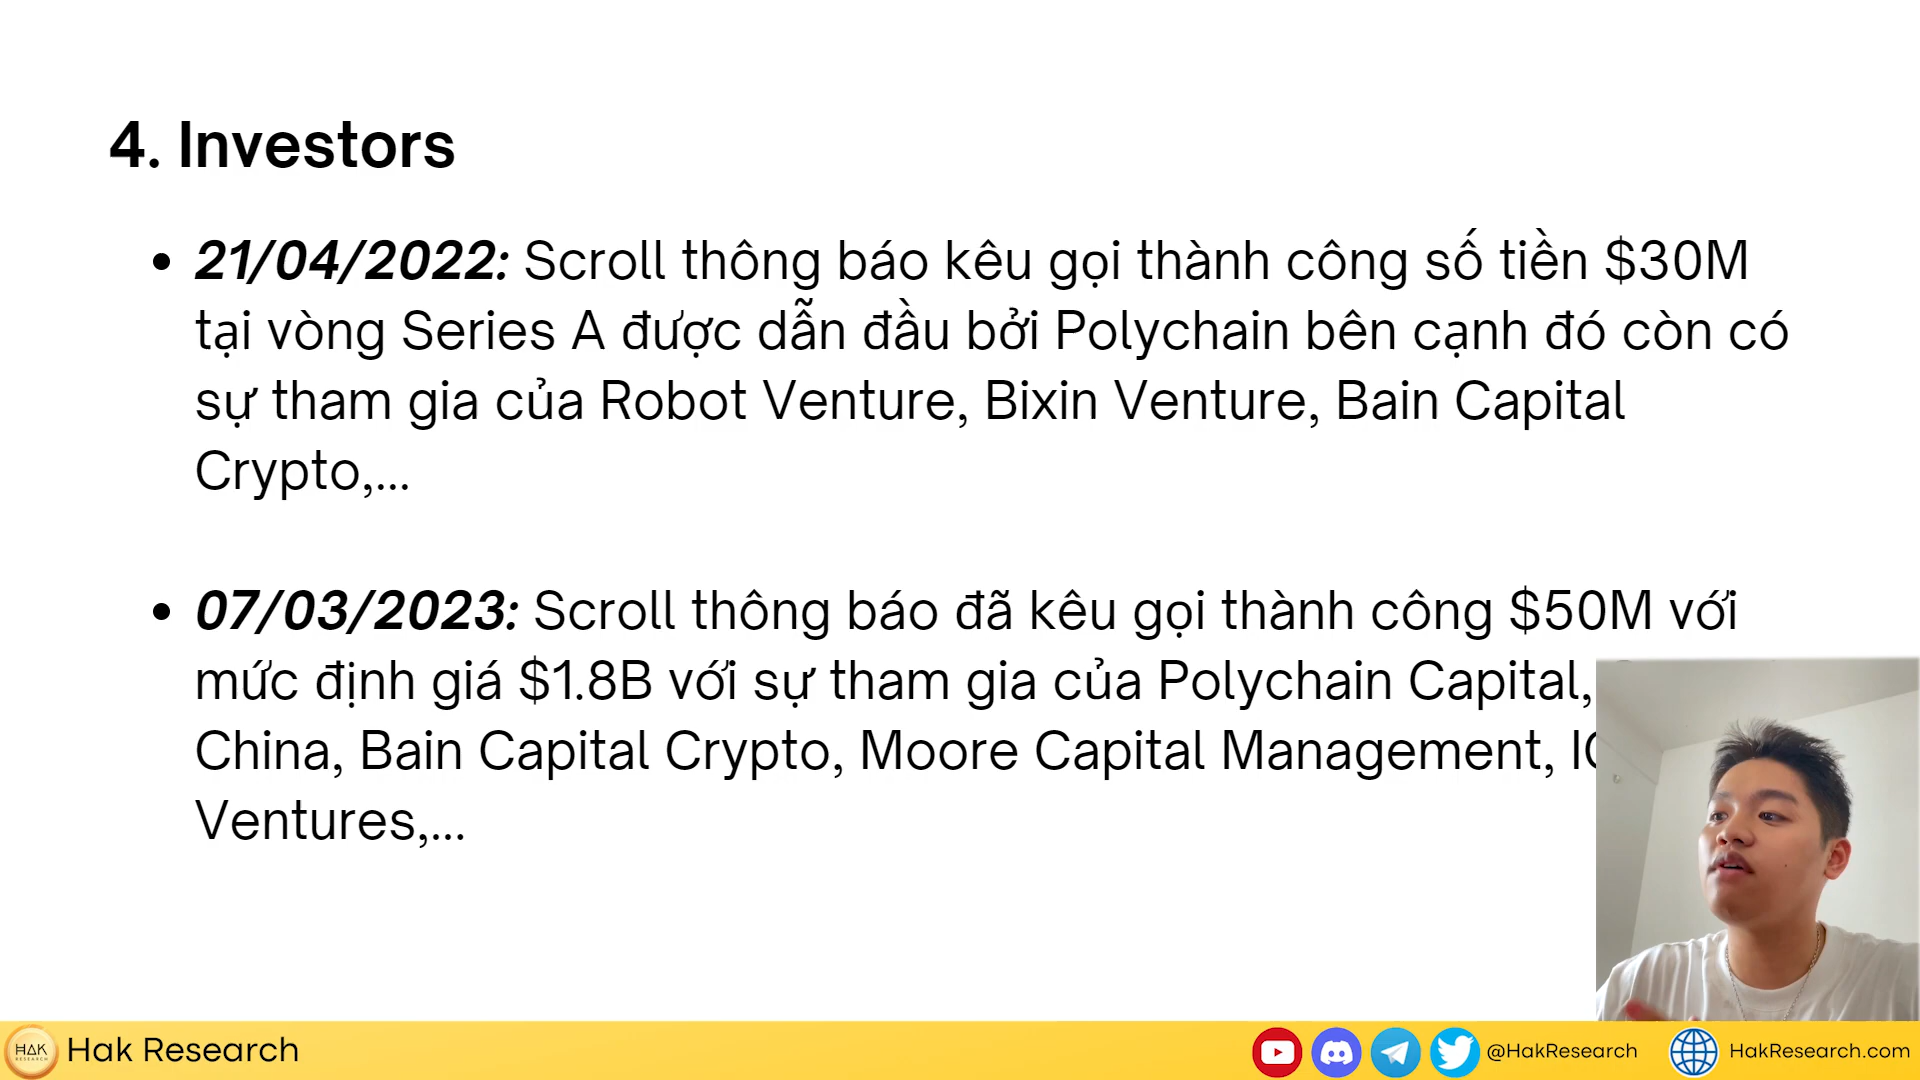 4. Investors
• 21/04/2022: Scroll thông báo kêu gọi thành công số tiền $30M
tại vòng Series A được dẫn đầu bởi Polychain bên cạnh đó còn có
sự tham gia của Robot Venture, Bixin Venture, Bain Capital
Crypto,...
• 07/03/2023: Scroll thông báo đã kêu gọi thành công $50M với
mức định giá $1.8B với sự tham gia của Polychain Capital,
China, Bain Capital Crypto, Moore Capital Management,
Ventures,...
HAK
RESEARCH
Hak Research
@HakResearch
HakResearch.com